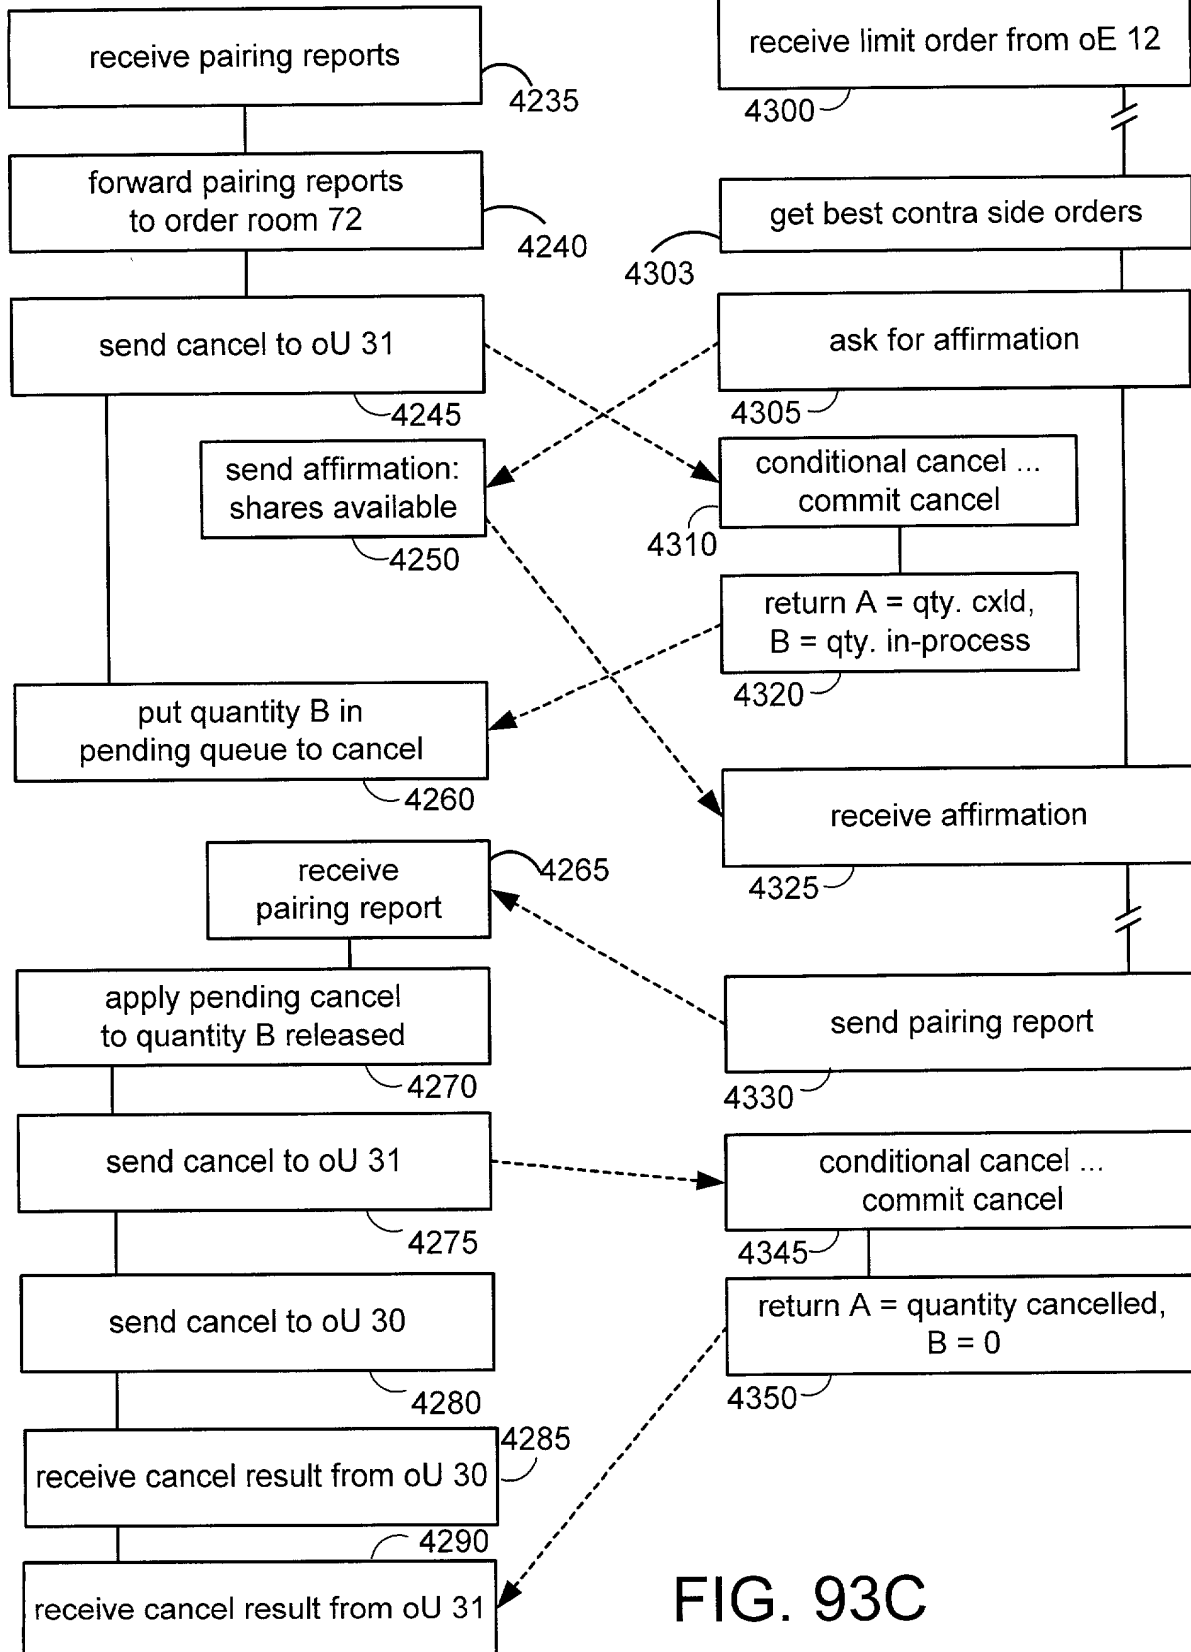 receive pairing reports
4235
forward pairing reports
to order room 72
4240
send cancel to oU 31
4245
send affirmation:
shares available
4250
put quantity B in
pending queue to cancel
4260
receive
pairing report
4265
apply pending cancel
to quantity B released
4270
send cancel to oU 31
4275
send cancel to oU 30
4280
receive cancel result from oU 30
4285
4290
receive cancel result from oU 31
receive limit order from oE 12
4300
get best contra side orders
4303
ask for affirmation
4305
conditional cancel ...
commit cancel
4310
return A = qty. cxld,
B = qty. in-process
4320
receive affirmation
4325
send pairing report
4330
conditional cancel ...
commit cancel
4345
return A = quantity cancelled,
B = 0
4350
FIG. 93C